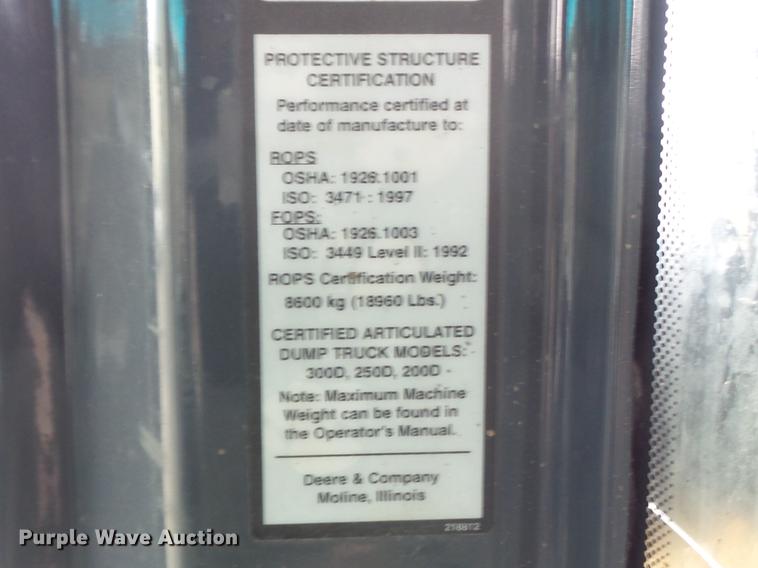 PROTECTIVE STRUCTURE
CERTIFICATION
Performance certified at
date of manufacture to:
ROPS
OSHA: 1926.1001
ISO: 3471 : 1997
FOPS:
OSHA: 1926.1003
ISO: 3449 Level II: 1992
ROPS Certification Weight:
8600 kg (18960 Lbs.)
CERTIFIED ARTICULATED
DUMP TRUCK MODELS:
300D, 250D, 200D
Note: Maximum Machine
Weight can be found in
the Operator's Manual.
Deere & Company
Moline, Illinois
218812
Purple Wave Auction